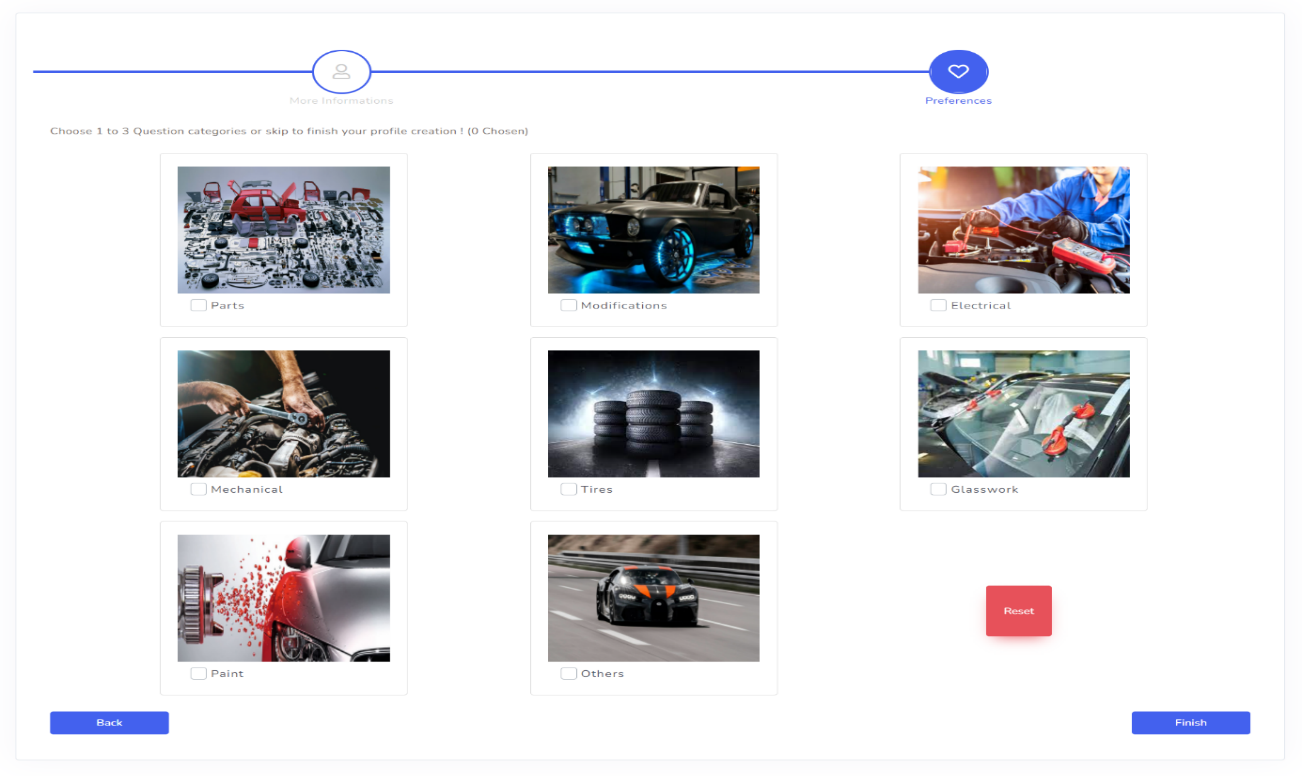 More Informations
Preferences
Choose 1 to 3 Question categories or skip to finish your profile creation ! (0 Chosen)
Parts
Modifications
Electrical
Mechanical
Tires
Glasswork
Paint
Others
Reset
Back
Finish